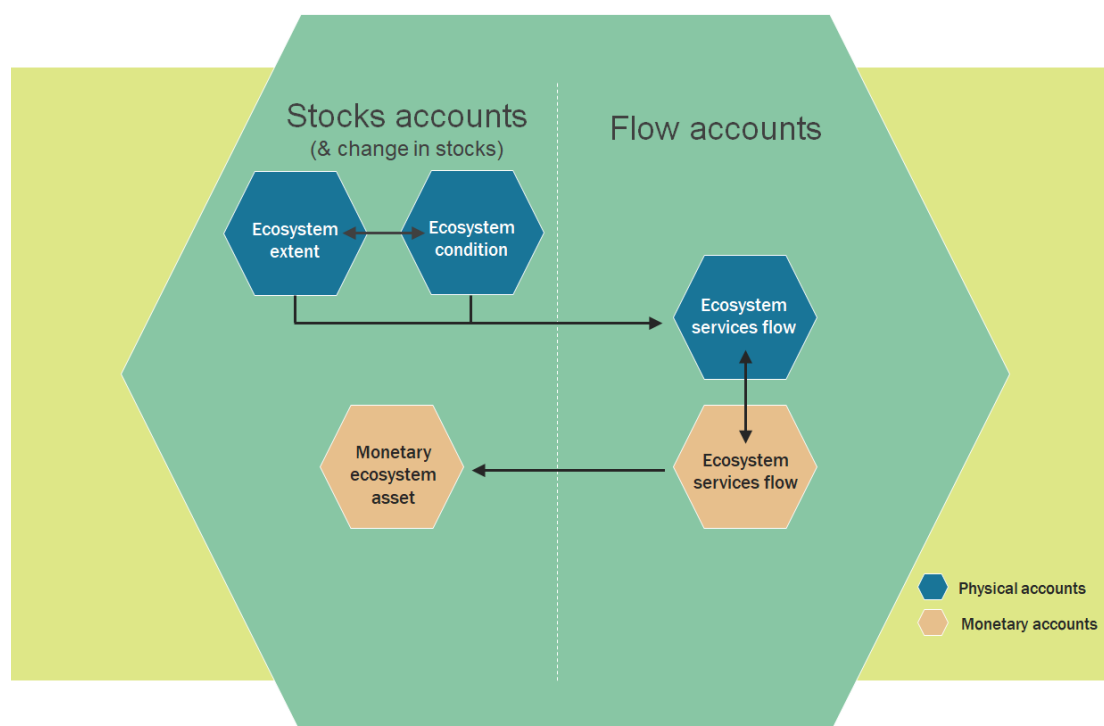 Stocks accounts
(& change in stocks)
Flow accounts
Ecosystem
extent
Ecosystem
condition
Ecosystem
services flow
Monetary
ecosystem
asset
Ecosystem
services flow
Physical accounts
Monetary accounts